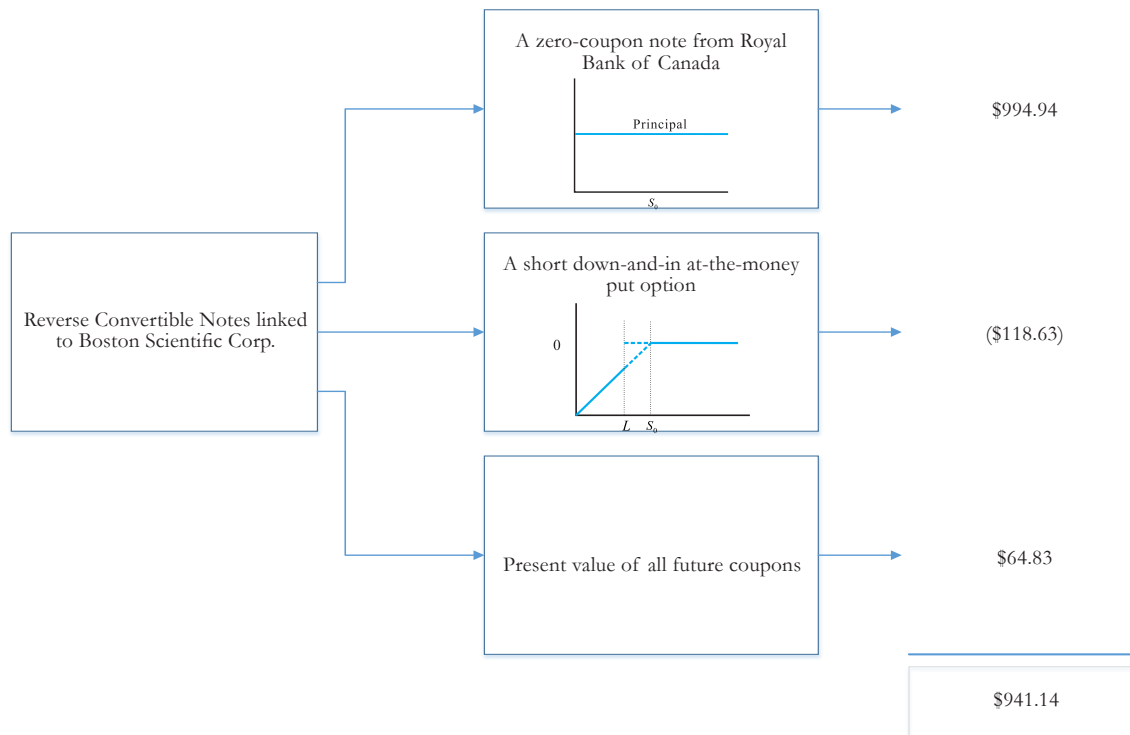 A zero-coupon note from Royal
Bank of Canada
Principal
S₀
$994.94
Reverse Convertible Notes linked
to Boston Scientific Corp.
A short down-and-in at-the-money
put option
0
L S₀
($118.63)
Present value of all future coupons
$64.83
$941.14